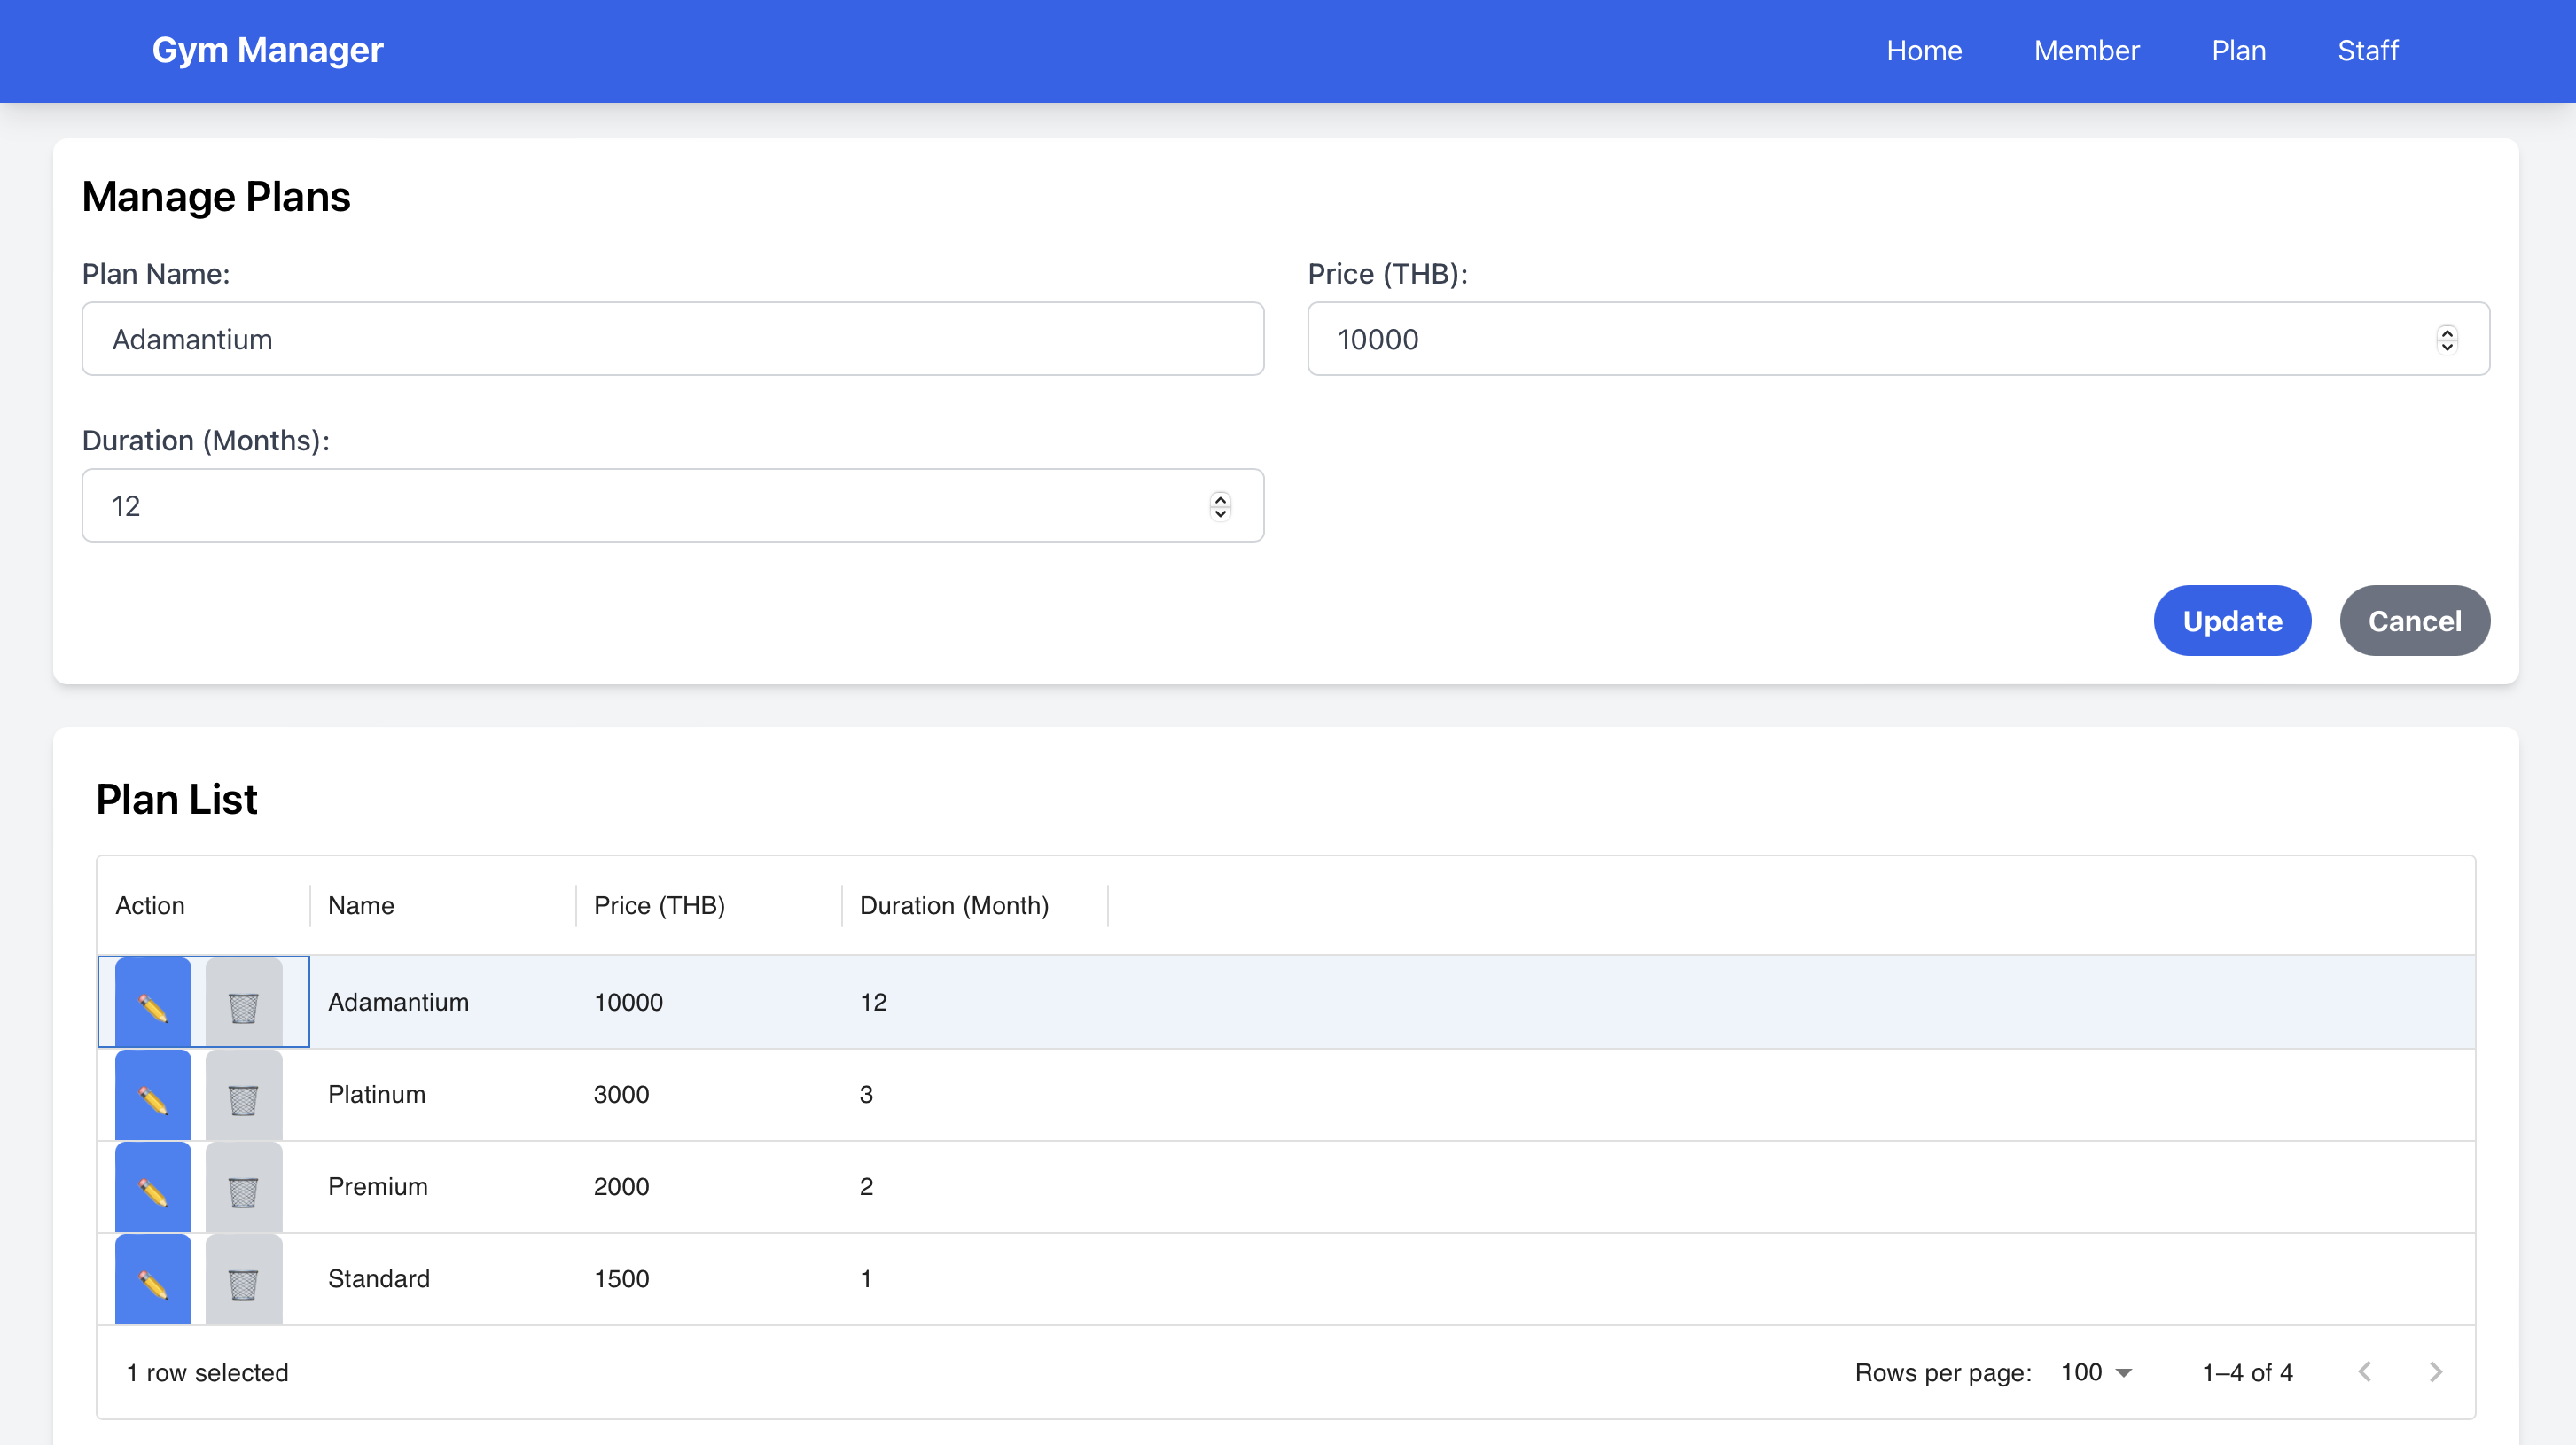 Gym Manager
Home Member Plan Staff
Manage Plans
Plan Name:
Price (THB):
Adamantium
10000
Duration (Months):
12
Update
Cancel
Plan List
Action Name Price (THB) Duration (Month)
Adamantium 10000 12
Platinum 3000 3
Premium 2000 2
Standard 1500 1
1 row selected
Rows per page: 100 1–4 of 4